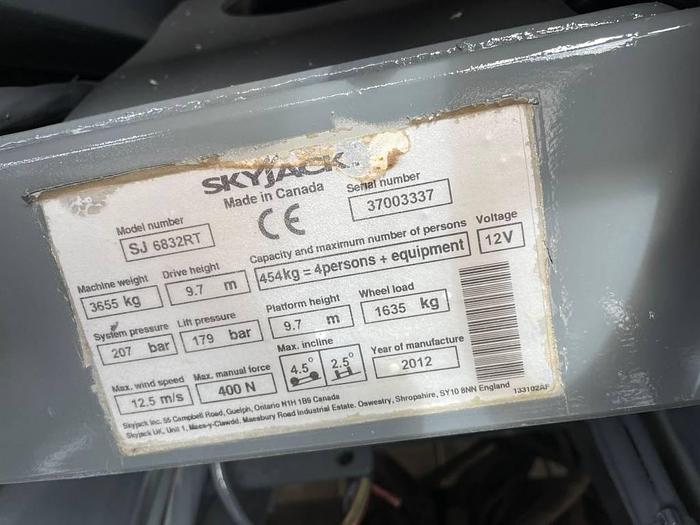 SKYJACK
Made in Canada
CE
Serial number
37003337
Model number
SJ 6832RT
Capacity and maximum number of persons
454kg = 4persons + equipment
Voltage
12V
Machine weight
3655 kg
Drive height
9.7 m
System pressure
207 bar
Lift pressure
179 bar
Platform height
9.7 m
Wheel load
1635 kg
Max. wind speed
12.5 m/s
Max. manual force
400 N
Max. incline
4.5° 2.5°
Year of manufacture
2012
Skyjack Inc. 55 Campbell Road, Guelph, Ontario N1H 1B9 Canada
Skyjack UK, Unit 1, Maes-y-Clawdd, Maesbury Road Industrial Estate, Oswestry, Shropshire, SY10 8NN England
133102AF